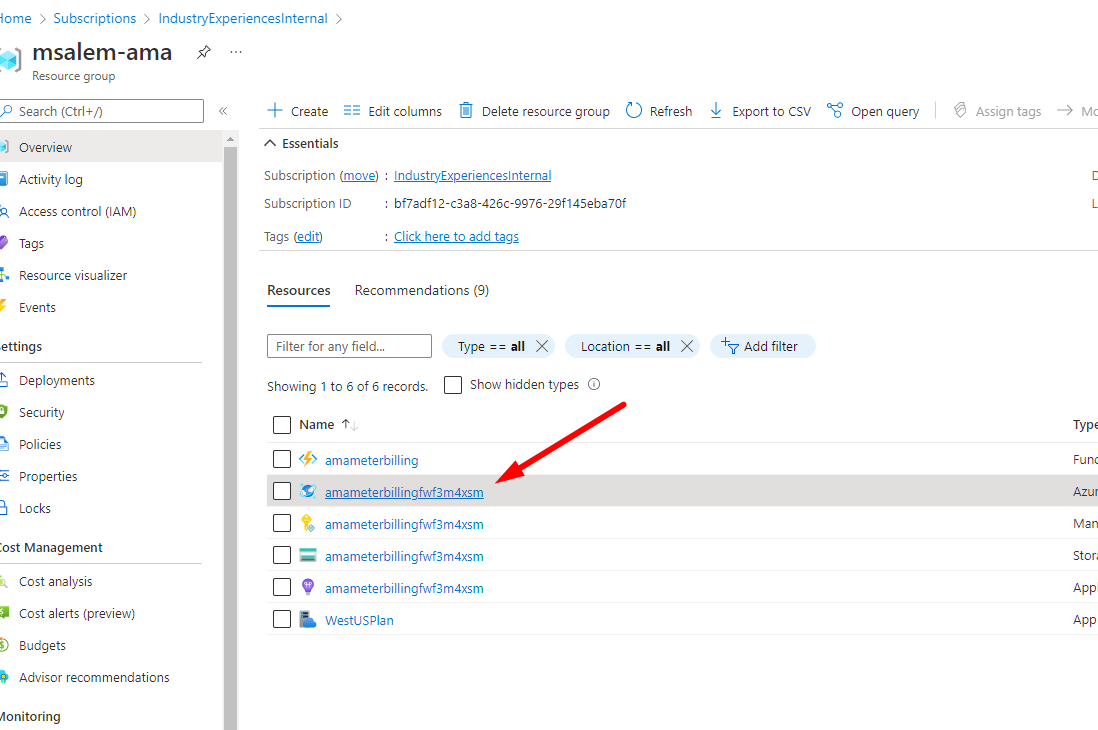 Home > Subscriptions > IndustryExperiencesInternal >
msalem-ama
Resource group
Search (Ctrl+/)
Overview
Activity log
Access control (IAM)
Tags
Resource visualizer
Events
Settings
Deployments
Security
Policies
Properties
Locks
Cost Management
Cost analysis
Cost alerts (preview)
Budgets
Advisor recommendations
Monitoring
Create Edit columns Delete resource group Refresh Export to CSV Open query Assign tags Mo
Essentials
Subscription (move) : IndustryExperiencesInternal
Subscription ID : bf7adf12-c3a8-426c-9976-29f145eba70f
Tags (edit) : Click here to add tags
Resources Recommendations (9)
Filter for any field... Type == all Location == all Add filter
Showing 1 to 6 of 6 records. Show hidden types
Name Type
amameterbilling Func
amameterbillingfwf3m4xsm Azur
amameterbillingfwf3m4xsm Man
amameterbillingfwf3m4xsm Stora
amameterbillingfwf3m4xsm Appl
WestUSPlan App